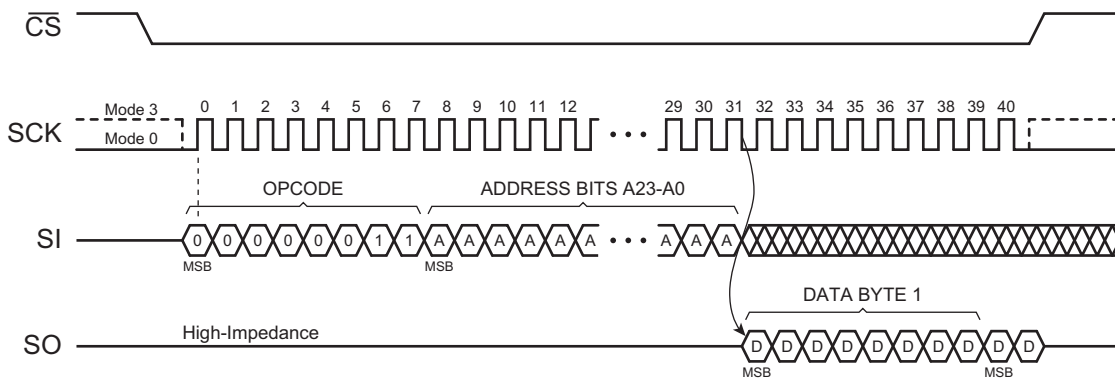 CS
Mode 3
0 1 2 3 4 5 6 7 8 9 10 11 12 29 30 31 32 33 34 35 36 37 38 39 40
SCK
Mode 0
OPCODE ADDRESS BITS A23-A0
SI 0 0 0 0 0 0 1 1 A A A A A A A A A
MSB MSB
DATA BYTE 1
High-Impedance
SO D D D D D D D D D D
MSB MSB